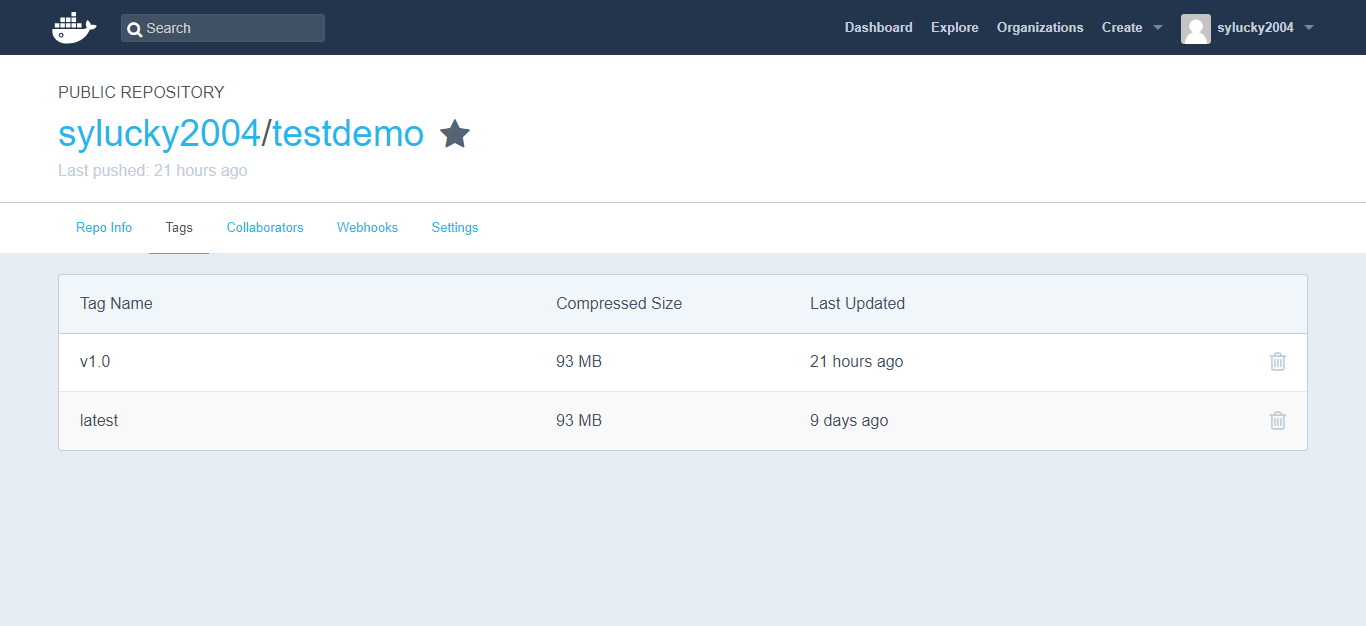 Search Dashboard Explore Organizations Create sylucky2004
PUBLIC REPOSITORY
sylucky2004/testdemo
Last pushed: 21 hours ago
Repo Info Tags Collaborators Webhooks Settings
Tag Name Compressed Size Last Updated
v1.0 93 MB 21 hours ago
latest 93 MB 9 days ago